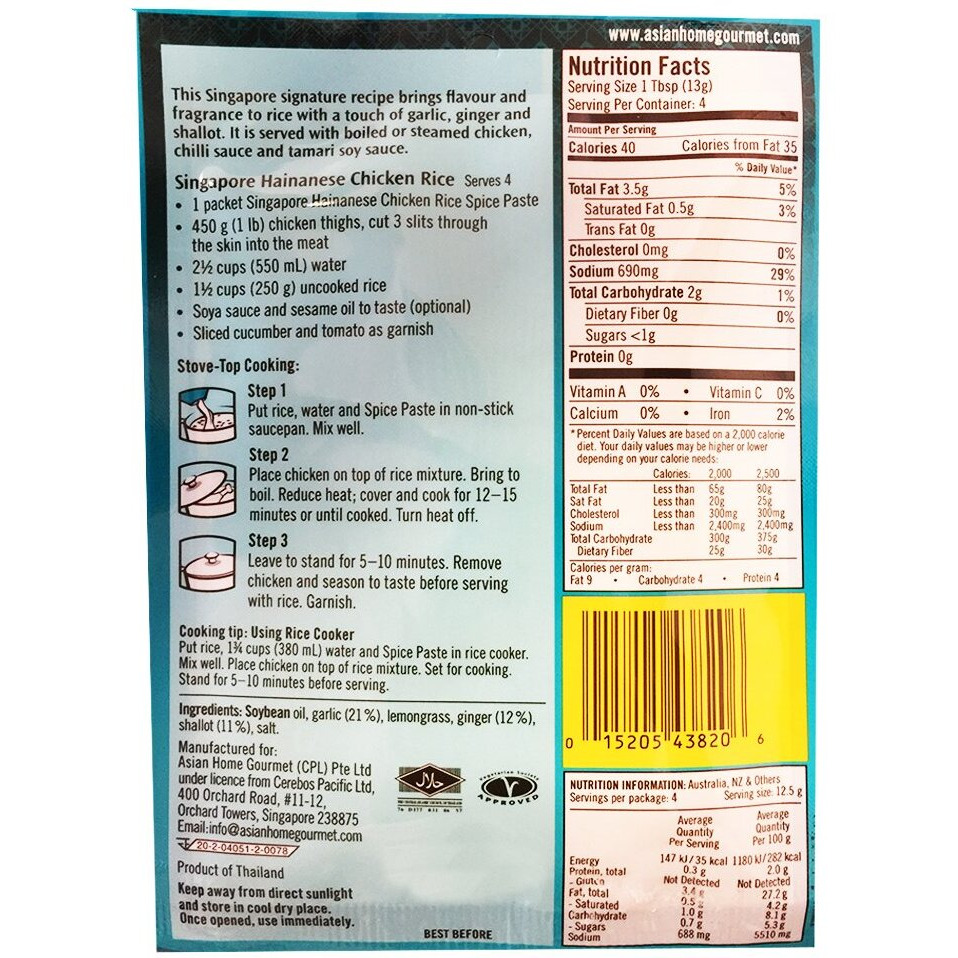 www.asianhomegourmet.com
This Singapore signature recipe brings flavour and
fragrance to rice with a touch of garlic, ginger and
shallot. It is served with boiled or steamed chicken,
chilli sauce and tamari soy sauce.
Singapore Hainanese Chicken Rice Serves 4
• 1 packet Singapore Hainanese Chicken Rice Spice Paste
• 450 g (1 lb) chicken thighs, cut 3 slits through
the skin into the meat
• 2½ cups (550 mL) water
• 1½ cups (250 g) uncooked rice
• Soya sauce and sesame oil to taste (optional)
• Sliced cucumber and tomato as garnish
Stove-Top Cooking:
Step 1
Put rice, water and Spice Paste in non-stick
saucepan. Mix well.
Step 2
Place chicken on top of rice mixture. Bring to
boil. Reduce heat; cover and cook for 12–15
minutes or until cooked. Turn heat off.
Step 3
Leave to stand for 5–10 minutes. Remove
chicken and season to taste before serving
with rice. Garnish.
Cooking tip: Using Rice Cooker
Put rice, 1¾ cups (380 mL) water and Spice Paste in rice cooker.
Mix well. Place chicken on top of rice mixture. Set for cooking.
Stand for 5–10 minutes before serving.
Ingredients: Soybean oil, garlic (21%), lemongrass, ginger (12%),
shallot (11%), salt.
Manufactured for:
Asian Home Gourmet (CPL) Pte Ltd
under licence from Cerebos Pacific Ltd,
400 Orchard Road, #11-12,
Orchard Towers, Singapore 238875
Email:info@asianhomegourmet.com
20-2-04051-2-0078
Product of Thailand
Keep away from direct sunlight
and store in cool dry place.
Once opened, use immediately.
حلال
Vegetarian Society
APPROVED
BEST BEFORE
Nutrition Facts
Serving Size 1 Tbsp (13g)
Serving Per Container: 4
Amount Per Serving
Calories 40 Calories from Fat 35
% Daily Value*
Total Fat 3.5g 5%
Saturated Fat 0.5g 3%
Trans Fat 0g
Cholesterol 0mg 0%
Sodium 690mg 29%
Total Carbohydrate 2g 1%
Dietary Fiber 0g 0%
Sugars <1g
Protein 0g
Vitamin A 0% • Vitamin C 0%
Calcium 0% • Iron 2%
*Percent Daily Values are based on a 2,000 calorie
diet. Your daily values may be higher or lower
depending on your calorie needs:
Calories: 2,000 2,500
Total Fat Less than 65g 80g
Sat Fat Less than 20g 25g
Cholesterol Less than 300mg 300mg
Sodium Less than 2,400mg 2,400mg
Total Carbohydrate 300g 375g
Dietary Fiber 25g 30g
Calories per gram:
Fat 9 • Carbohydrate 4 • Protein 4
0 15205 43820 6
NUTRITION INFORMATION: Australia, NZ & Others
Servings per package: 4 Serving size: 12.5 g
Average Average
Quantity Quantity
Per Serving Per 100 g
Energy 147 kJ/35 kcal 1180 kJ/282 kcal
Protein, total 0.3 g 2.0 g
- Gluten Not Detected Not Detected
Fat, total 3.4 g 27.2 g
- Saturated 0.5 g 4.2 g
Carbohydrate 1.0 g 8.1 g
- Sugars 0.7 g 5.3 g
Sodium 688 mg 5510 mg